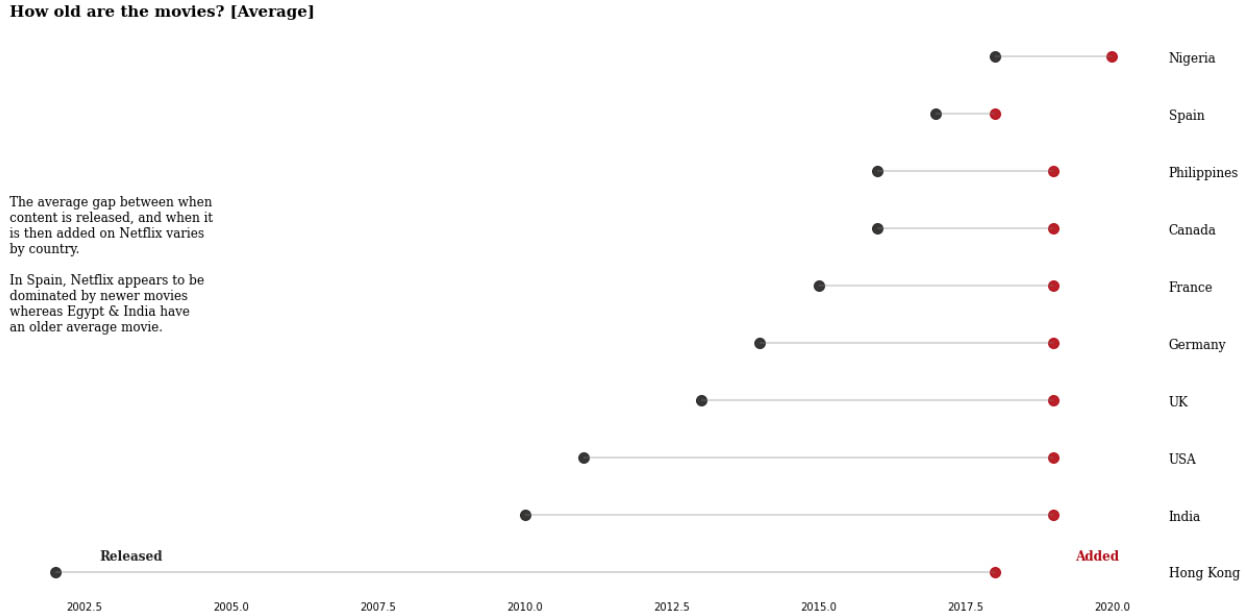 How old are the movies? [Average]
Nigeria
Spain
Philippines
The average gap between when
content is released, and when it
is then added on Netflix varies
by country.
In Spain, Netflix appears to be
dominated by newer movies
whereas Egypt & India have
an older average movie.
Canada
France
Germany
UK
USA
India
Released
Added
Hong Kong
2002.5 2005.0 2007.5 2010.0 2012.5 2015.0 2017.5 2020.0